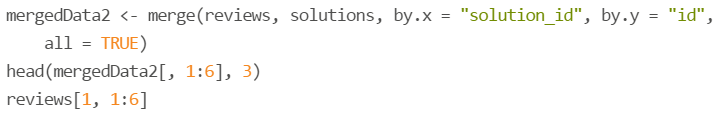 mergedData2 <- merge(reviews, solutions, by.x = "solution_id", by.y = "id",
    all = TRUE)
head(mergedData2[, 1:6], 3)
reviews[1, 1:6]